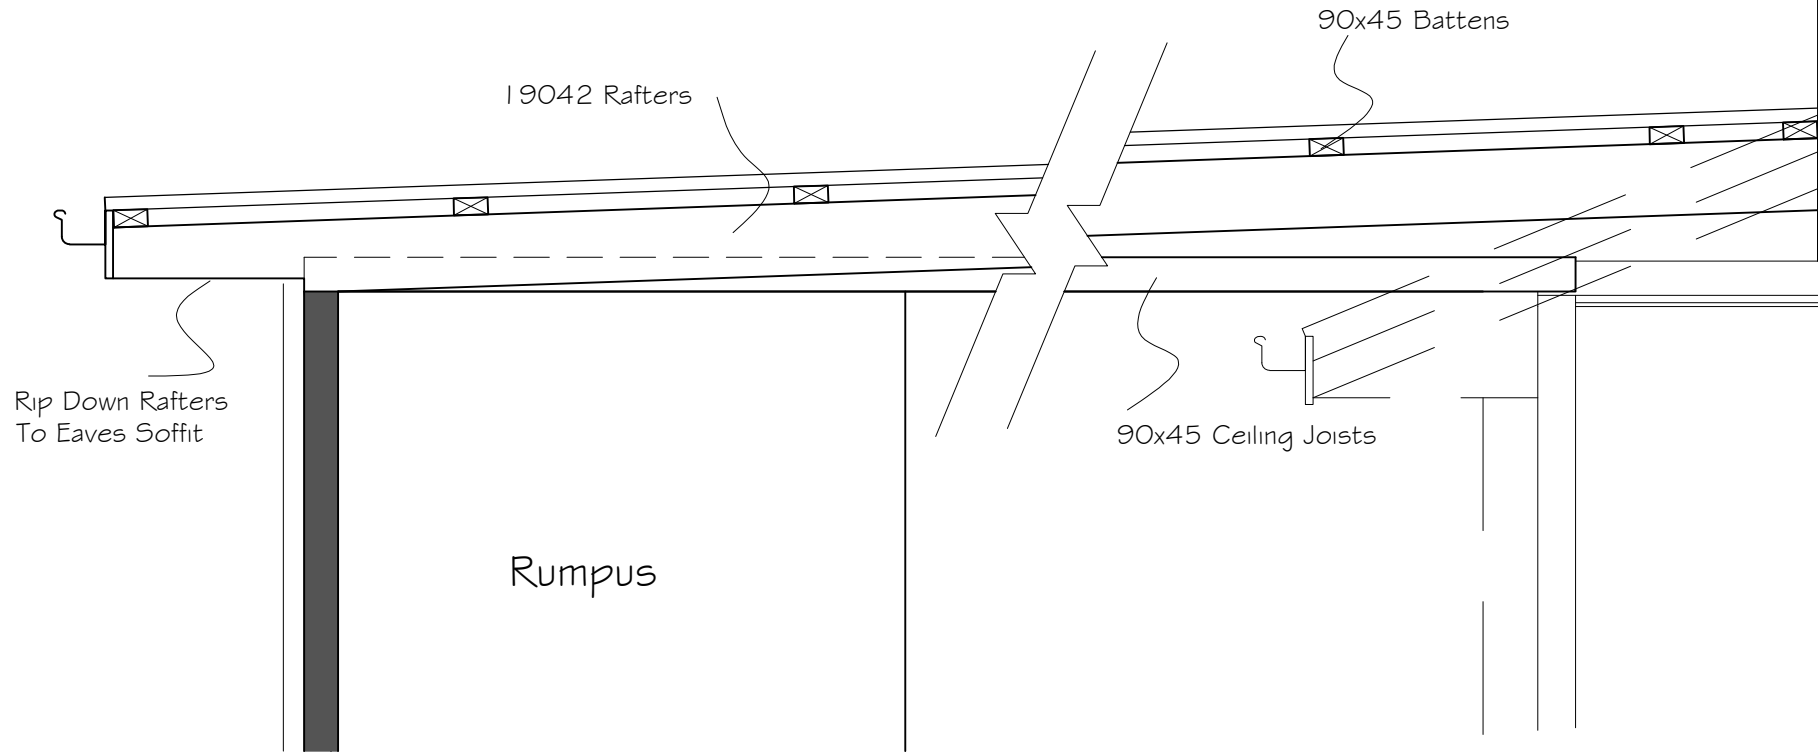 90x45 Battens
19042 Rafters
Rip Down Rafters
To Eaves Soffit
90x45 Ceiling Joists
Rumpus